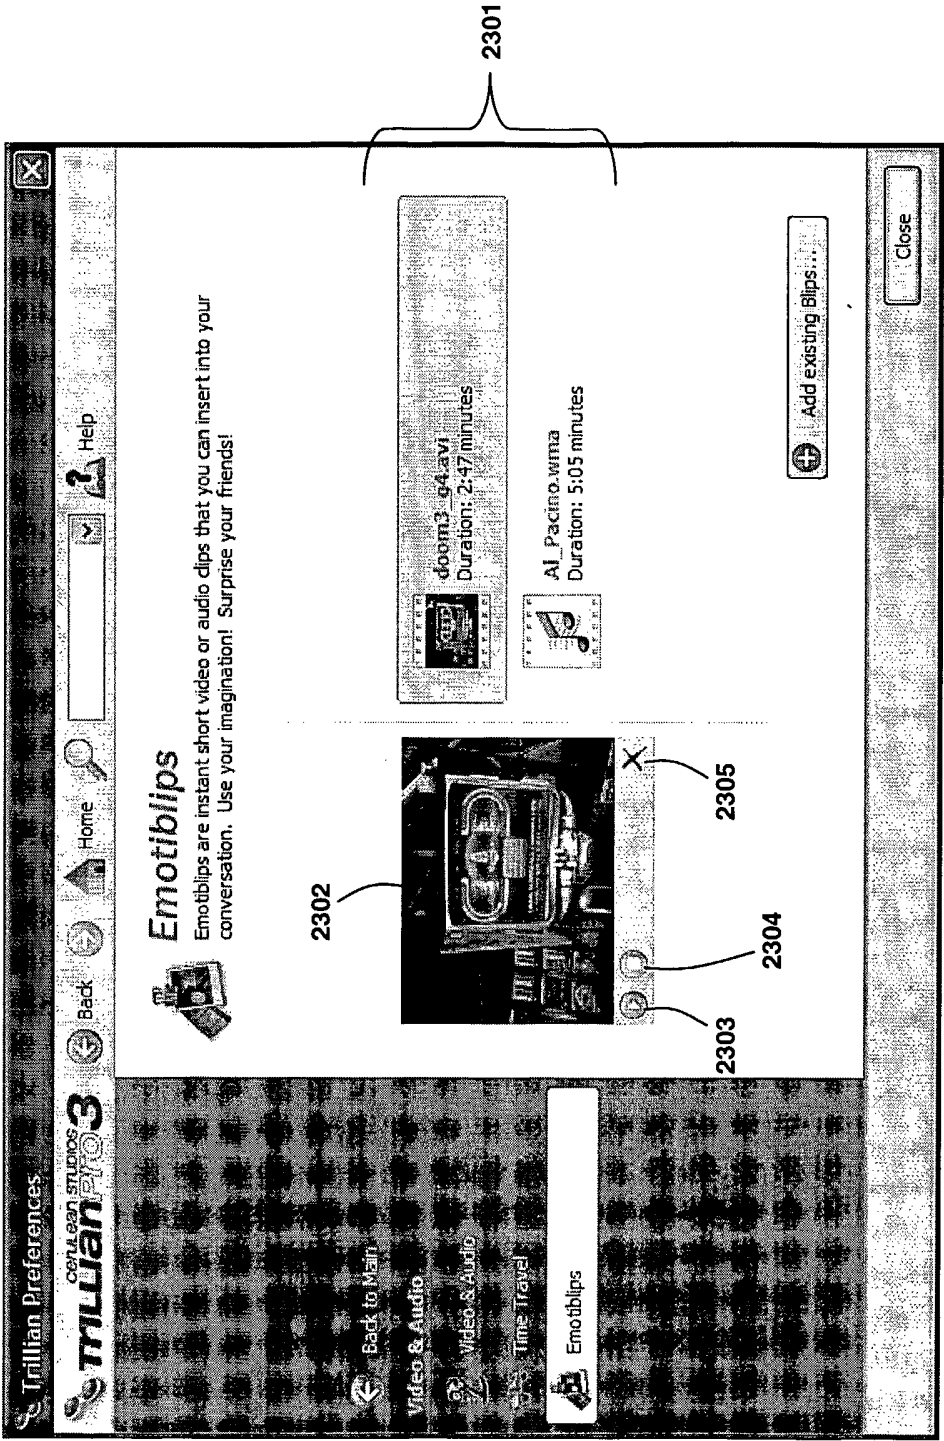 Trillian Preferences
cerulean studios
Trillian PRO 3
Back
Home
Help
Back to Main
Video & Audio
Video & Audio
Time Travel
Emotiblips
Emotiblips
Emotiblips are instant short video or audio clips that you can insert into your
conversation. Use your imagination! Surprise your friends!
2302
2301
doom3_g4.avi
Duration: 2:47 minutes
Al_Pacino.wma
Duration: 5:05 minutes
2303
2304
2305
Add existing Blips...
Close